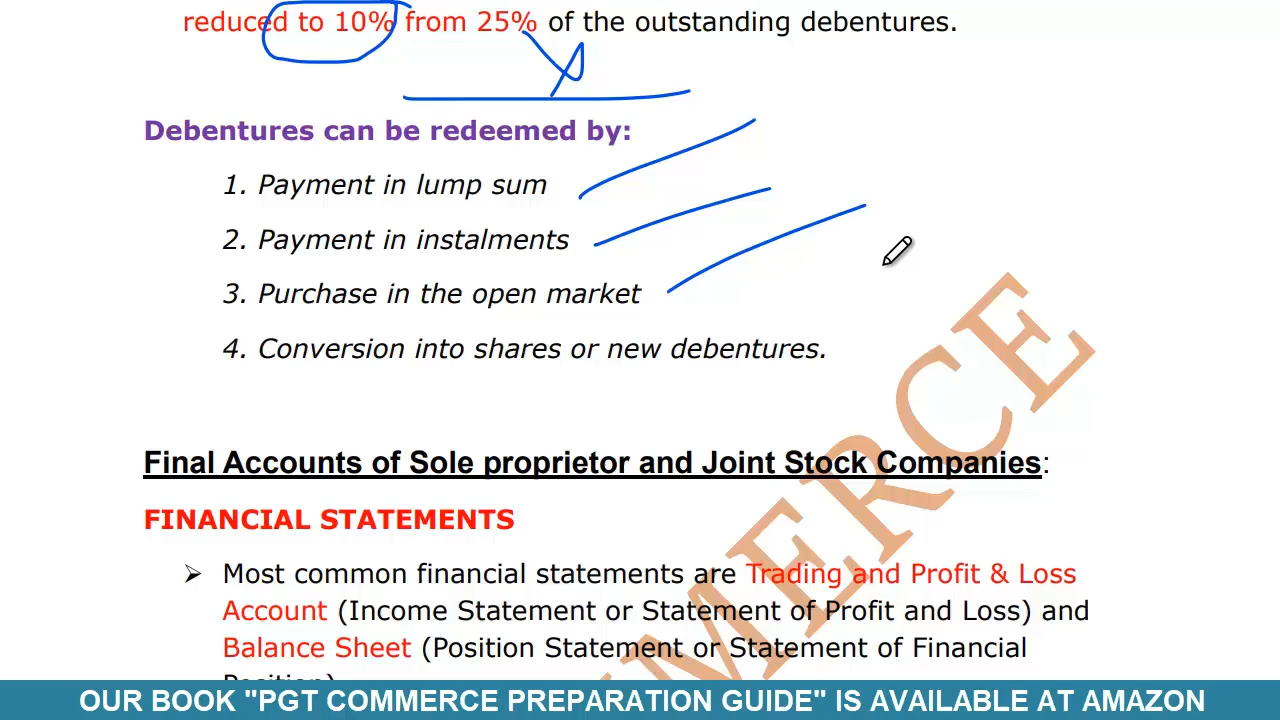 reduced to 10% from 25% of the outstanding debentures.
Debentures can be redeemed by:
1. Payment in lump sum
2. Payment in instalments
3. Purchase in the open market
4. Conversion into shares or new debentures.
Final Accounts of Sole proprietor and Joint Stock Companies:
FINANCIAL STATEMENTS
➢ Most common financial statements are Trading and Profit & Loss
Account (Income Statement or Statement of Profit and Loss) and
Balance Sheet (Position Statement or Statement of Financial
Position)
MERCE
OUR BOOK "PGT COMMERCE PREPARATION GUIDE" IS AVAILABLE AT AMAZON